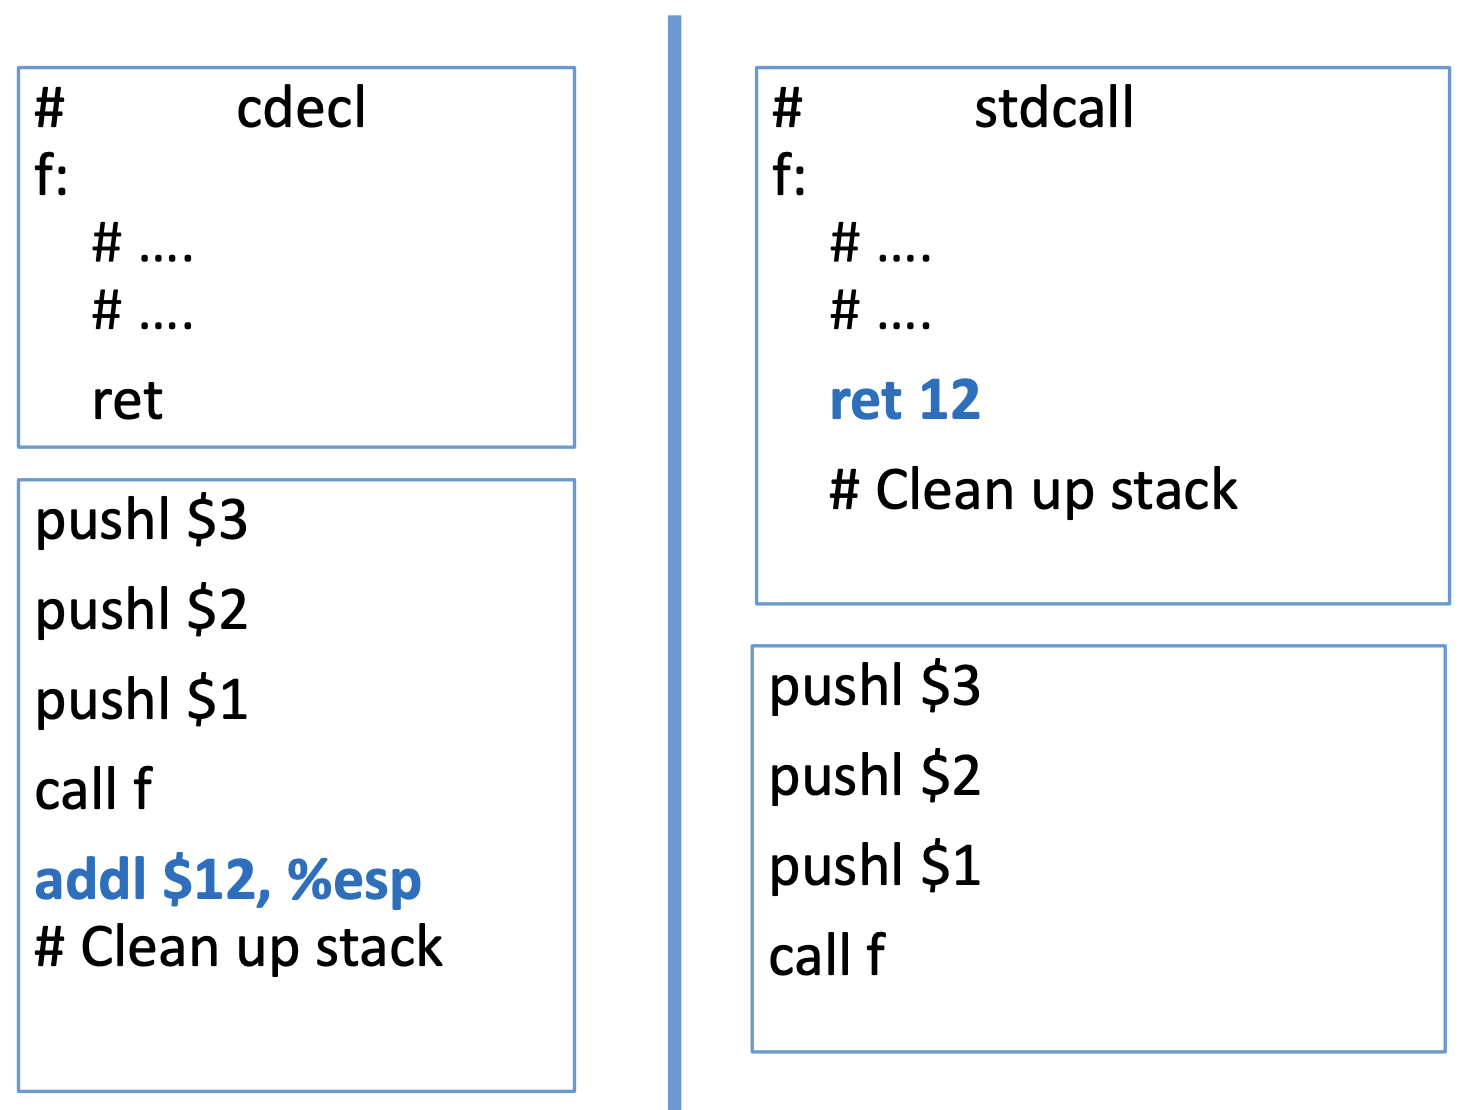 # cdecl
f:
# ....
# ....
ret
pushl $3
pushl $2
pushl $1
call f
addl $12, %esp
# Clean up stack
# stdcall
f:
# ....
# ....
ret 12
# Clean up stack
pushl $3
pushl $2
pushl $1
call f